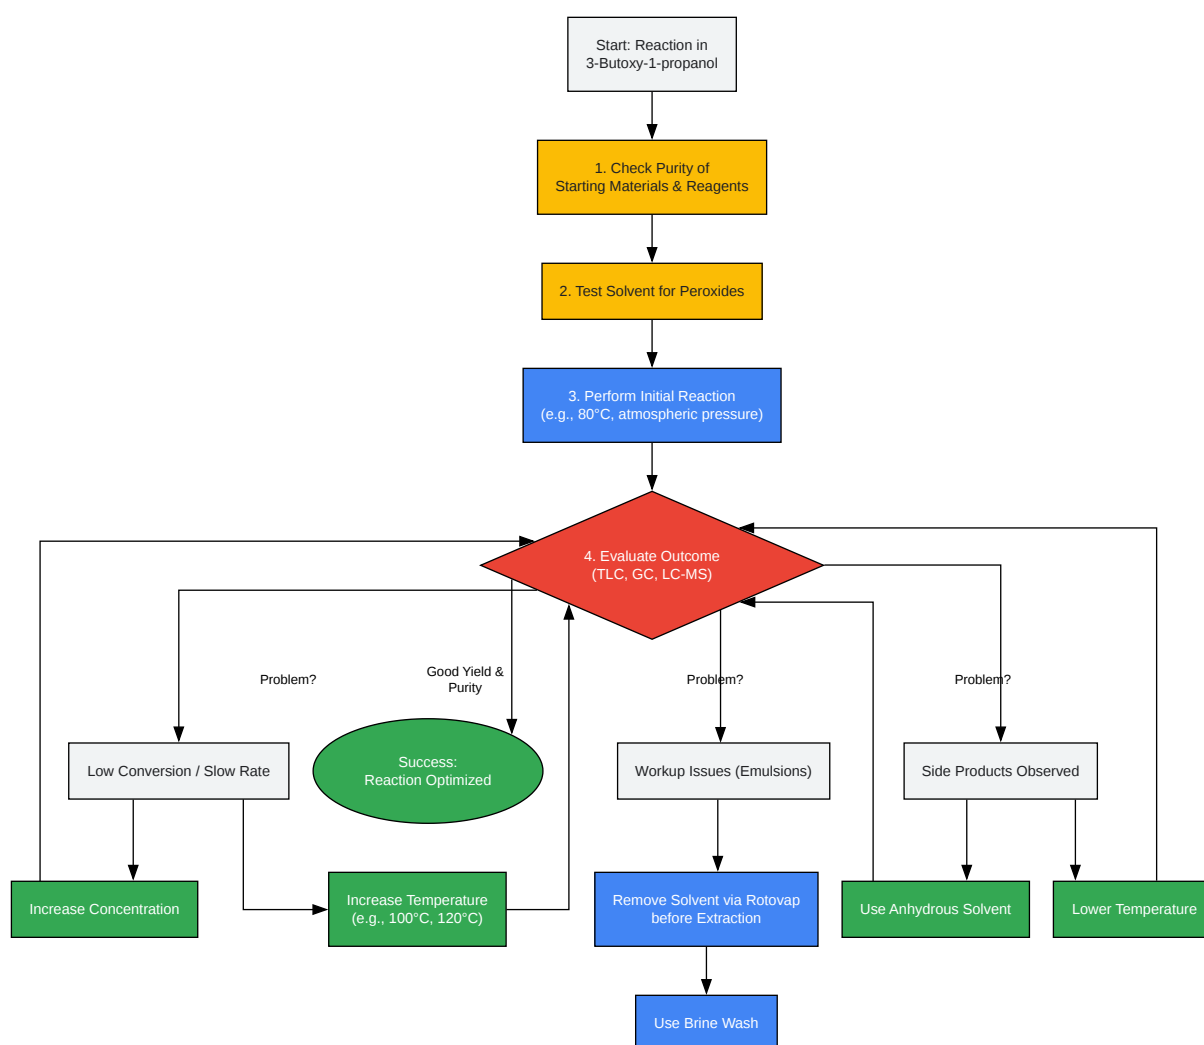 Start: Reaction in
3-Butoxy-1-propanol
1. Check Purity of
Starting Materials & Reagents
2. Test Solvent for Peroxides
3. Perform Initial Reaction
(e.g., 80°C, atmospheric pressure)
4. Evaluate Outcome
(TLC, GC, LC-MS)
Problem?
Good Yield &
Purity
Problem?
Problem?
Low Conversion / Slow Rate
Success:
Reaction Optimized
Workup Issues (Emulsions)
Side Products Observed
Increase Concentration
Increase Temperature
(e.g., 100°C, 120°C)
Remove Solvent via Rotovap
before Extraction
Use Anhydrous Solvent
Lower Temperature
Use Brine Wash